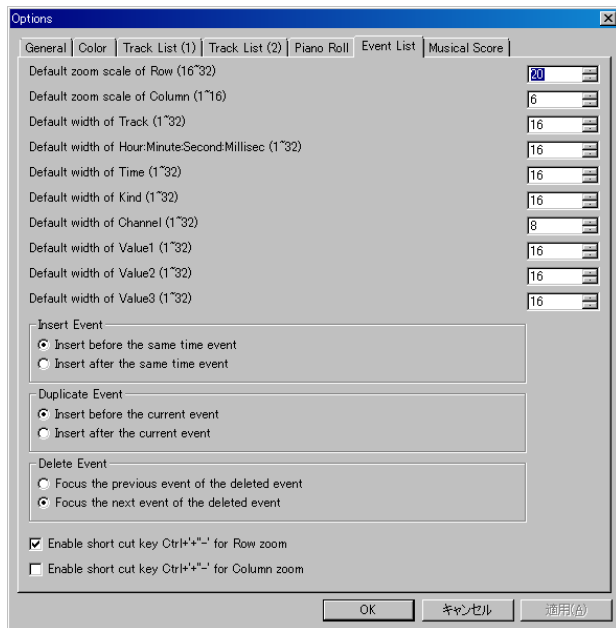 Options
General Color Track List (1) Track List (2) Piano Roll Event List Musical Score
Default zoom scale of Row (16~32) 20
Default zoom scale of Column (1~16) 6
Default width of Track (1~32) 16
Default width of Hour:Minute:Second:Millisec (1~32) 16
Default width of Time (1~32) 16
Default width of Kind (1~32) 16
Default width of Channel (1~32) 8
Default width of Value1 (1~32) 16
Default width of Value2 (1~32) 16
Default width of Value3 (1~32) 16
Insert Event
Insert before the same time event
Insert after the same time event
Duplicate Event
Insert before the current event
Insert after the current event
Delete Event
Focus the previous event of the deleted event
Focus the next event of the deleted event
Enable short cut key Ctrl+'+''-' for Row zoom
Enable short cut key Ctrl+'+''-' for Column zoom
OK キャンセル 適用(A)